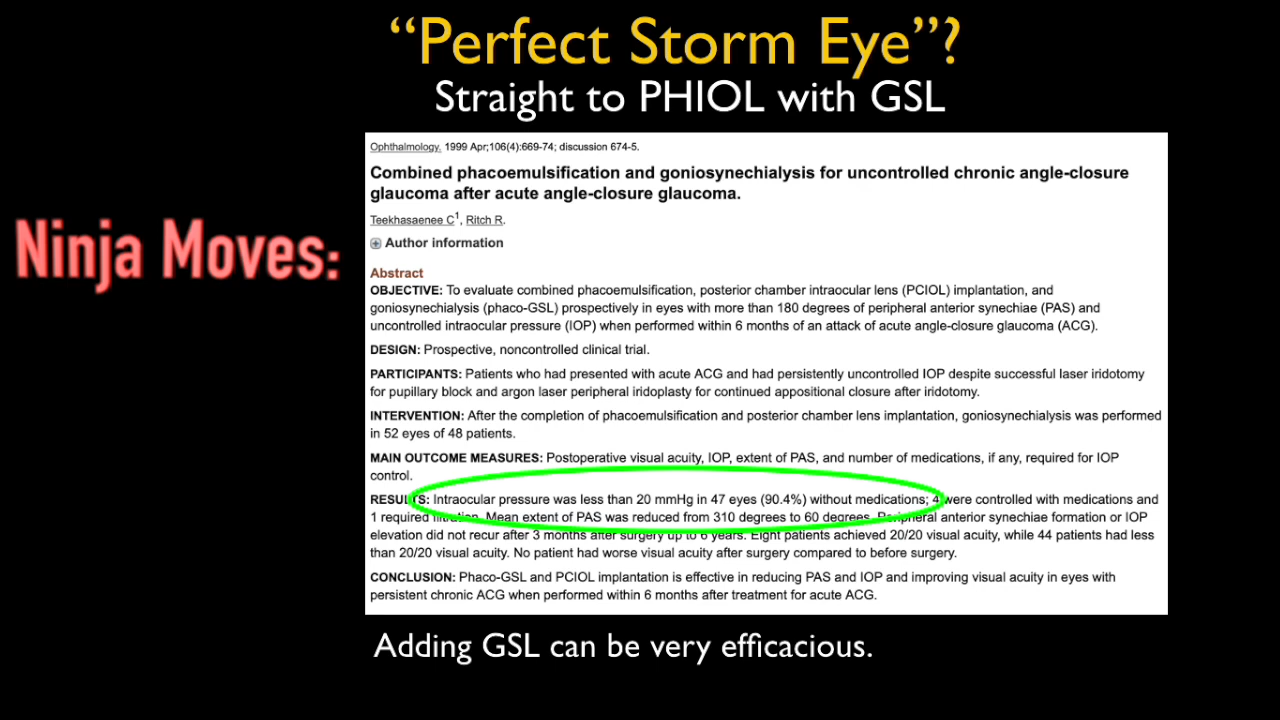 “Perfect Storm Eye”?
Straight to PHIOL with GSL
Ninja Moves:
Ophthalmology. 1999 Apr;106(4):669-74; discussion 674-5.
Combined phacoemulsification and goniosynechialysis for uncontrolled chronic angle-closure
glaucoma after acute angle-closure glaucoma.
Teekhasaenee C1, Ritch R.
Author information
Abstract
OBJECTIVE: To evaluate combined phacoemulsification, posterior chamber intraocular lens (PCIOL) implantation, and
goniosynechialysis (phaco-GSL) prospectively in eyes with more than 180 degrees of peripheral anterior synechiae (PAS) and
uncontrolled intraocular pressure (IOP) when performed within 6 months of an attack of acute angle-closure glaucoma (ACG).
DESIGN: Prospective, noncontrolled clinical trial.
PARTICIPANTS: Patients who had presented with acute ACG and had persistently uncontrolled IOP despite successful laser iridotomy
for pupillary block and argon laser peripheral iridoplasty for continued appositional closure after iridotomy.
INTERVENTION: After the completion of phacoemulsification and posterior chamber lens implantation, goniosynechialysis was performed
in 52 eyes of 48 patients.
MAIN OUTCOME MEASURES: Postoperative visual acuity, IOP, extent of PAS, and number of medications, if any, required for IOP
control.
RESULTS: Intraocular pressure was less than 20 mmHg in 47 eyes (90.4%) without medications; 4 were controlled with medications and
1 required filtration. Mean extent of PAS was reduced from 310 degrees to 60 degrees. Peripheral anterior synechiae formation or IOP
elevation did not recur after 3 months after surgery up to 6 years. Eight patients achieved 20/20 visual acuity, while 44 patients had less
than 20/20 visual acuity. No patient had worse visual acuity after surgery compared to before surgery.
CONCLUSION: Phaco-GSL and PCIOL implantation is effective in reducing PAS and IOP and improving visual acuity in eyes with
persistent chronic ACG when performed within 6 months after treatment for acute ACG.
Adding GSL can be very efficacious.